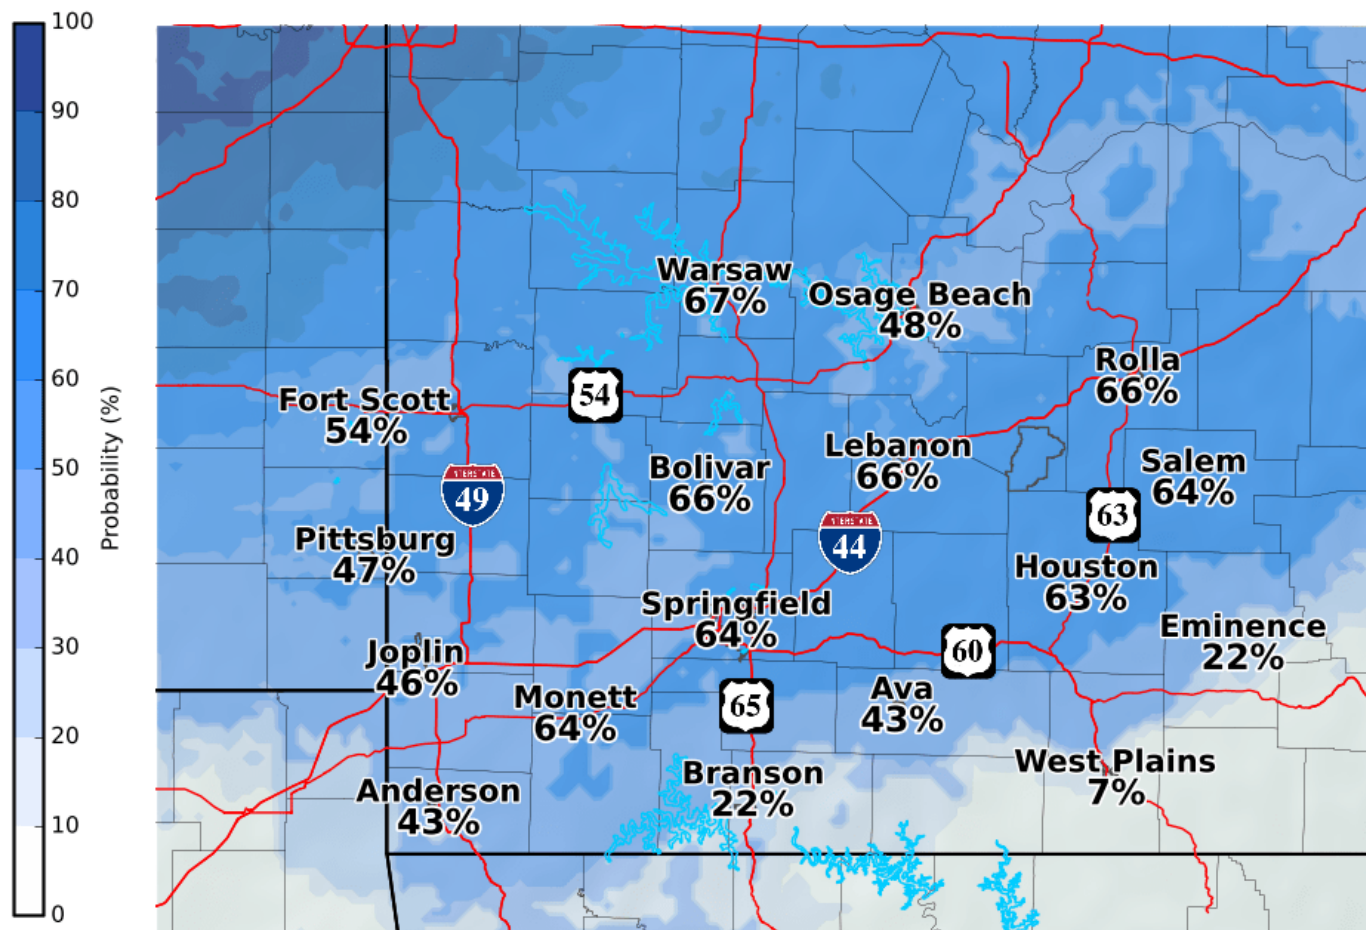 100
90
80
70
60
50
40
30
20
10
0
Probability (%)
Warsaw
67%
Osage Beach
48%
Rolla
66%
Fort Scott
54%
54
Lebanon
66%
Bolivar
66%
Salem
64%
INTERSTATE
49
63
INTERSTATE
44
Pittsburg
47%
Houston
63%
Springfield
64%
Eminence
22%
60
Joplin
46%
Monett
64%
65
Ava
43%
West Plains
7%
Branson
22%
Anderson
43%